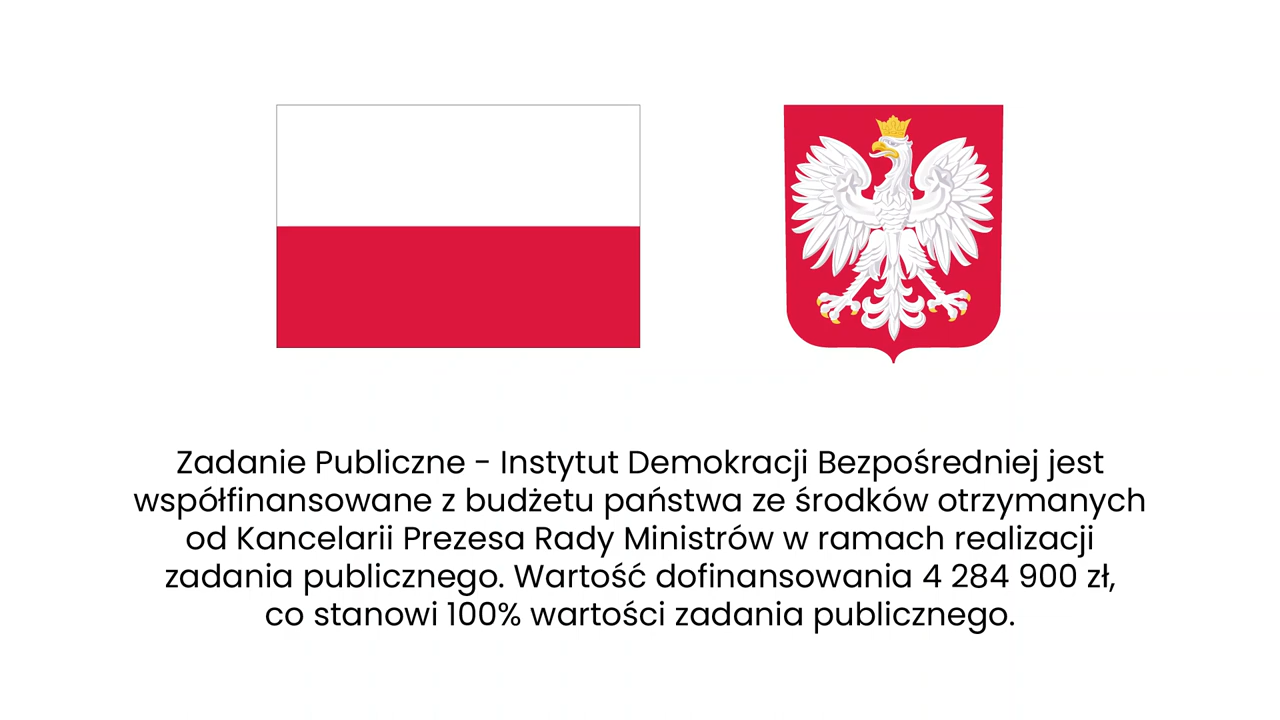 Zadanie Publiczne - Instytut Demokracji Bezpośredniej jest
współfinansowane z budżetu państwa ze środków otrzymanych
od Kancelarii Prezesa Rady Ministrów w ramach realizacji
zadania publicznego. Wartość dofinansowania 4 284 900 zł,
co stanowi 100% wartości zadania publicznego.